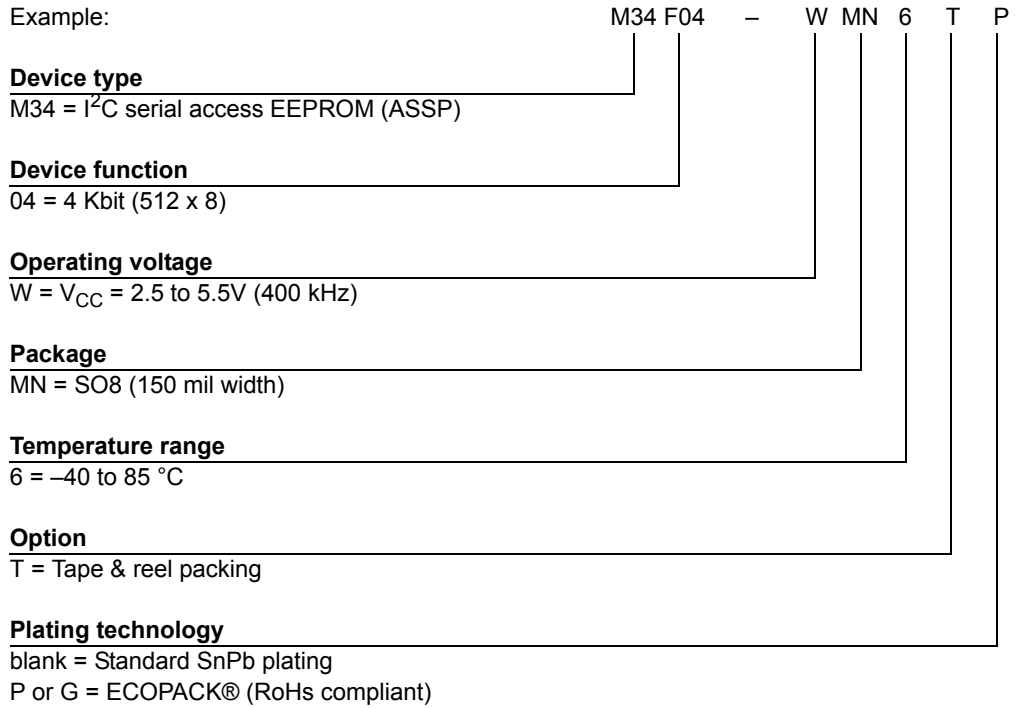 Example: M34 F04 – W MN 6 T P
Device type
M34 = I²C serial access EEPROM (ASSP)
Device function
04 = 4 Kbit (512 x 8)
Operating voltage
W = VCC = 2.5 to 5.5V (400 kHz)
Package
MN = SO8 (150 mil width)
Temperature range
6 = –40 to 85 °C
Option
T = Tape & reel packing
Plating technology
blank = Standard SnPb plating
P or G = ECOPACK® (RoHs compliant)